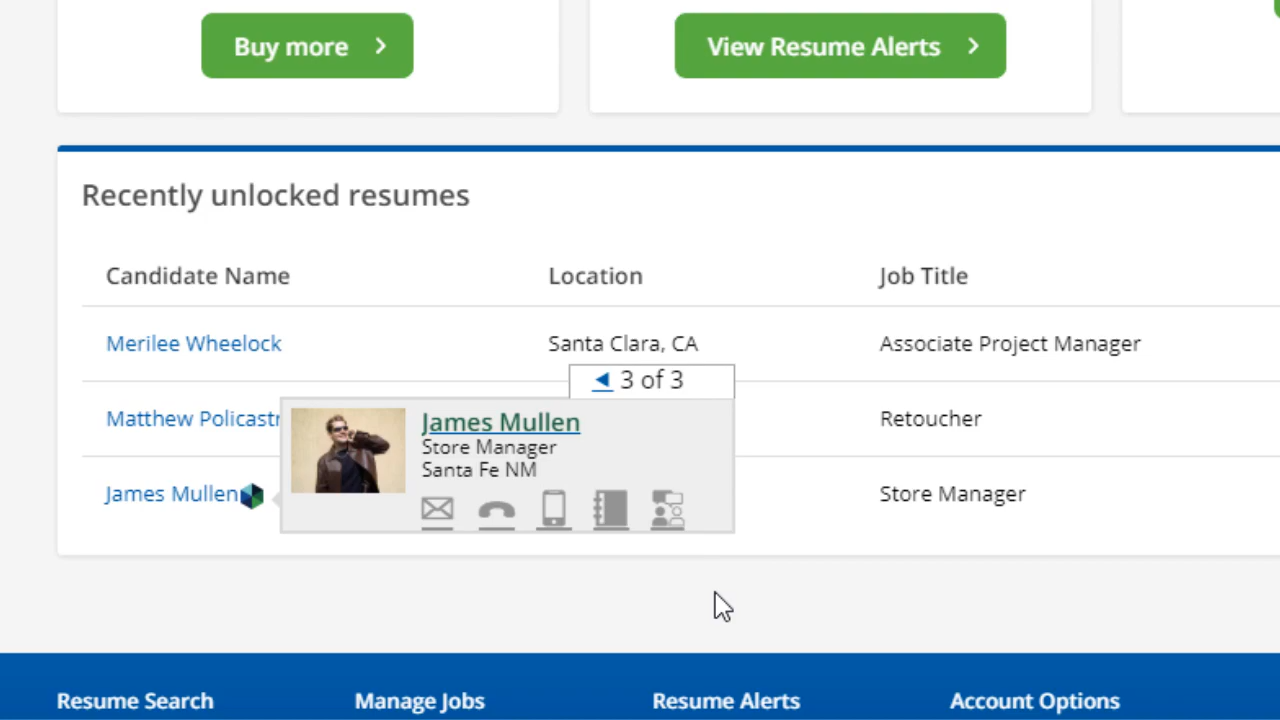 Buy more
View Resume Alerts
Recently unlocked resumes
Candidate Name Location Job Title
Merilee Wheelock Santa Clara, CA Associate Project Manager
3 of 3
Matthew Policastr Retoucher
James Mullen
Store Manager
Santa Fe NM
James Mullen Store Manager
Resume Search Manage Jobs Resume Alerts Account Options